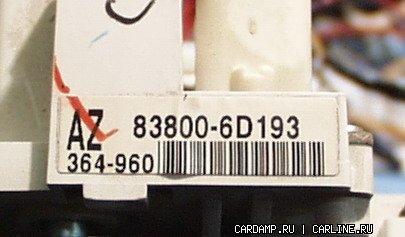 AZ 83800-6D193
364-960
CARDAMP.RU | CARLINE.RU